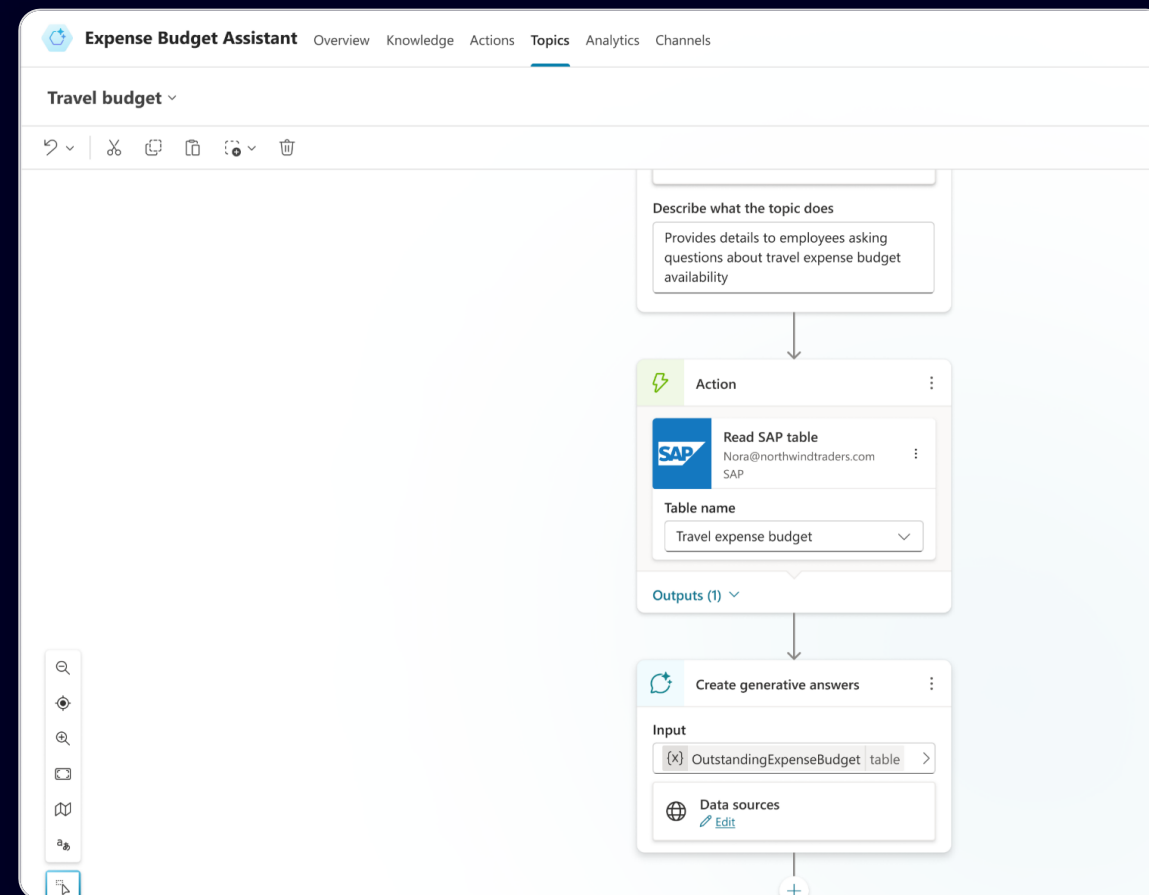 Expense Budget Assistant Overview Knowledge Actions Topics Analytics Channels
Travel budget
Describe what the topic does
Provides details to employees asking
questions about travel expense budget
availability
Action
SAP
Read SAP table
Nora@northwindtraders.com
SAP
Table name
Travel expense budget
Outputs (1)
Create generative answers
Input
{x} OutstandingExpenseBudget table
Data sources
Edit